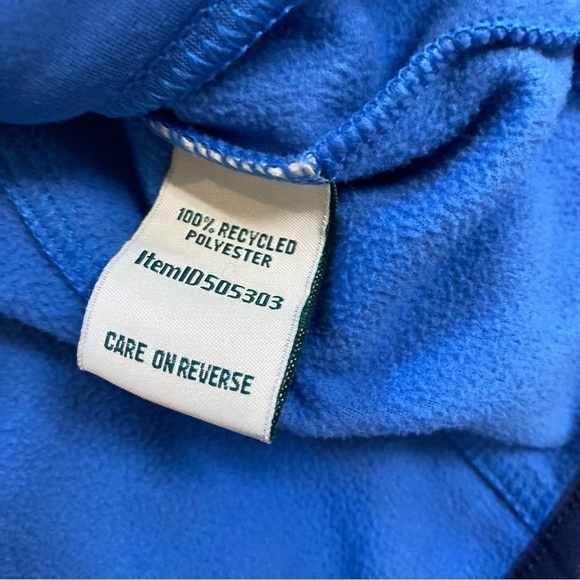 100% RECYCLED
POLYESTER
ItemID505303
CARE ON REVERSE